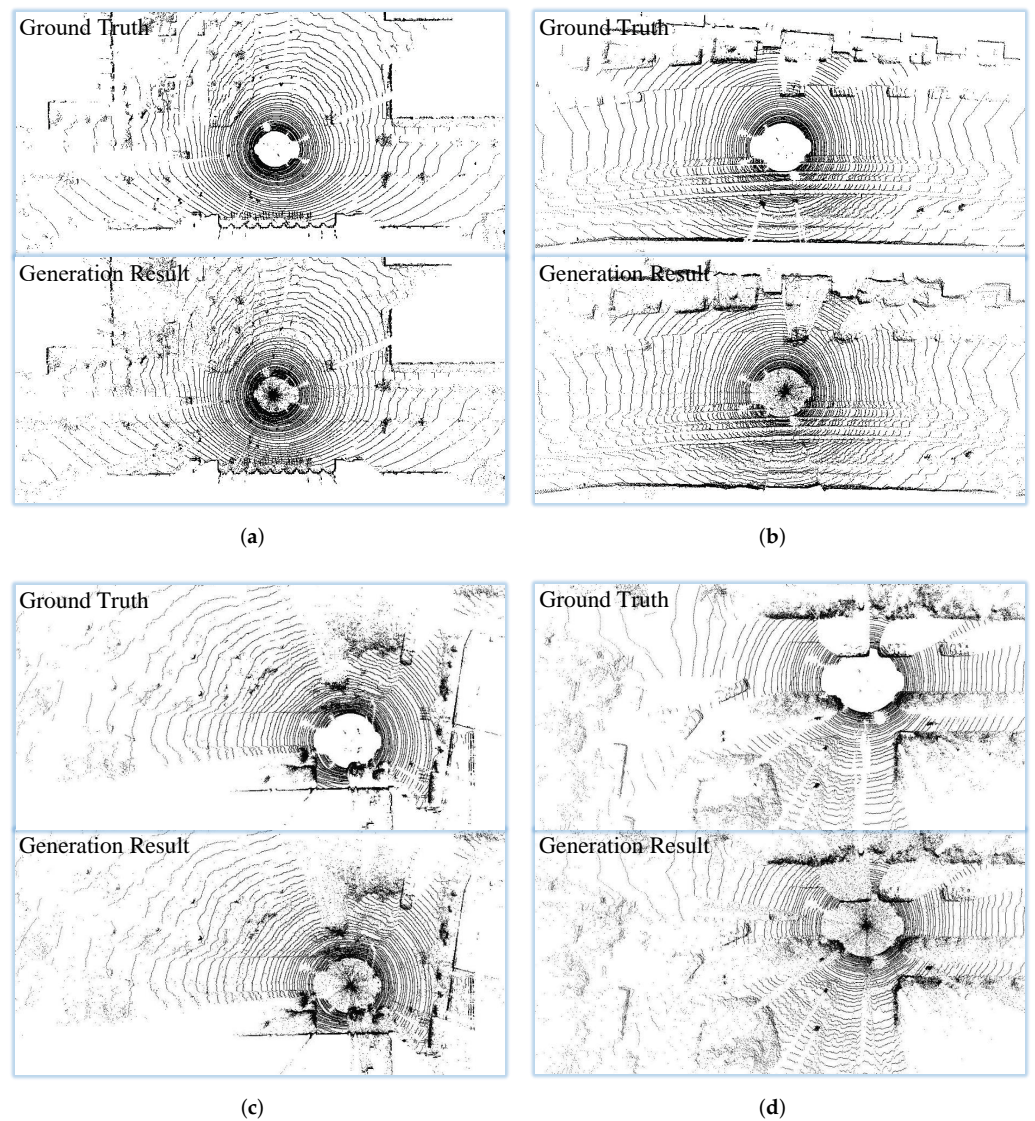 Ground Truth
Ground Truth
Generation Result
Generation Result
(a)
(b)
Ground Truth
Ground Truth
Generation Result
Generation Result
(c)
(d)